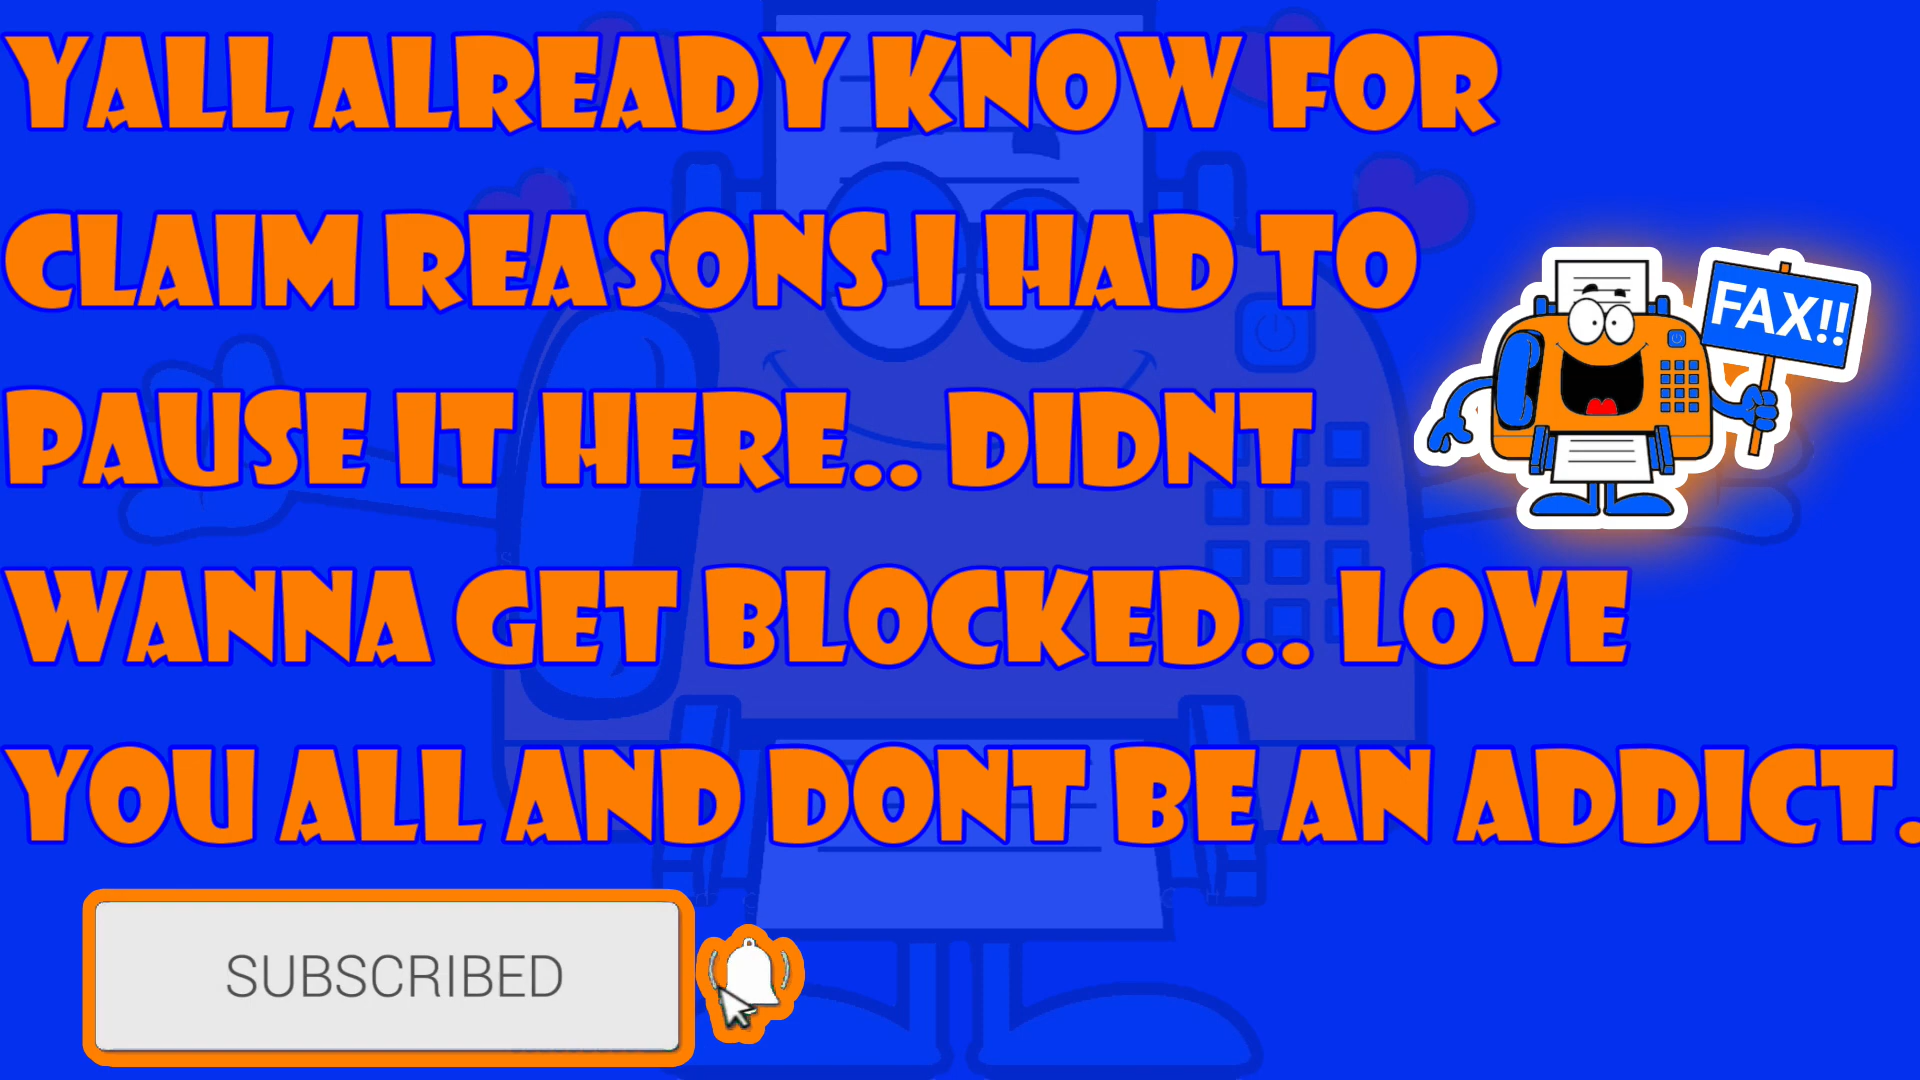 YALL ALREADY KNOW FOR
CLAIM REASONS I HAD TO
PAUSE IT HERE.. DIDNT
WANNA GET BLOCKED.. LOVE
YOU ALL AND DONT BE AN ADDICT.
FAX!!
SUBSCRIBED